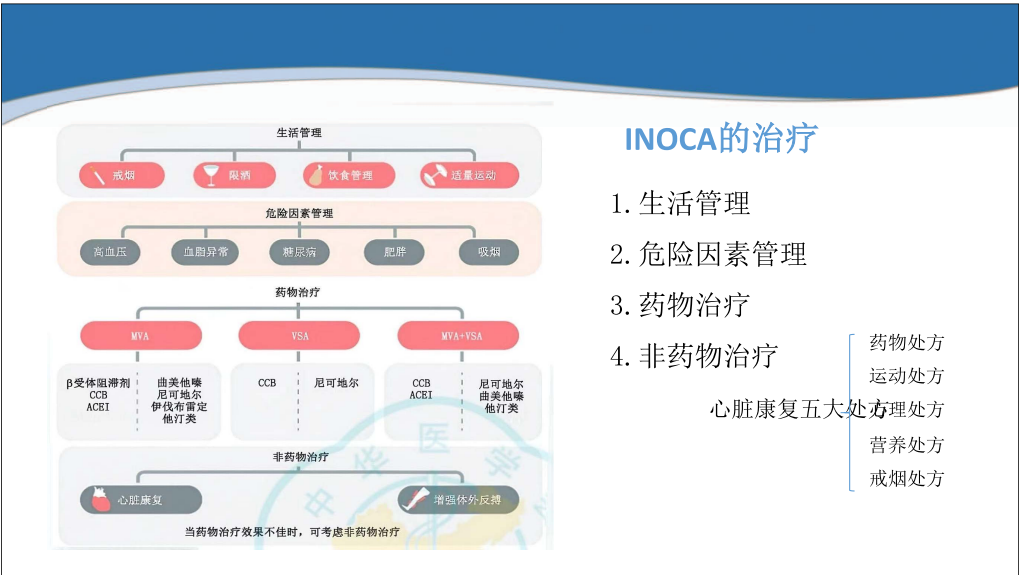 生活管理
戒烟
限酒
饮食管理
适量运动
危险因素管理
高血压
血脂异常
糖尿病
肥胖
吸烟
药物治疗
MVA
VSA
MVA+VSA
β受体阻滞剂
CCB
ACEI
曲美他嗪
尼可地尔
伊伐布雷定
他汀类
CCB
尼可地尔
CCB
ACEI
尼可地尔
曲美他嗪
他汀类
非药物治疗
心脏康复
增强体外反搏
当药物治疗效果不佳时，可考虑非药物治疗
中华医学
INOCA的治疗
1.生活管理
2.危险因素管理
3.药物治疗
4.非药物治疗
心脏康复五大处方
药物处方
运动处方
心理处方
营养处方
戒烟处方